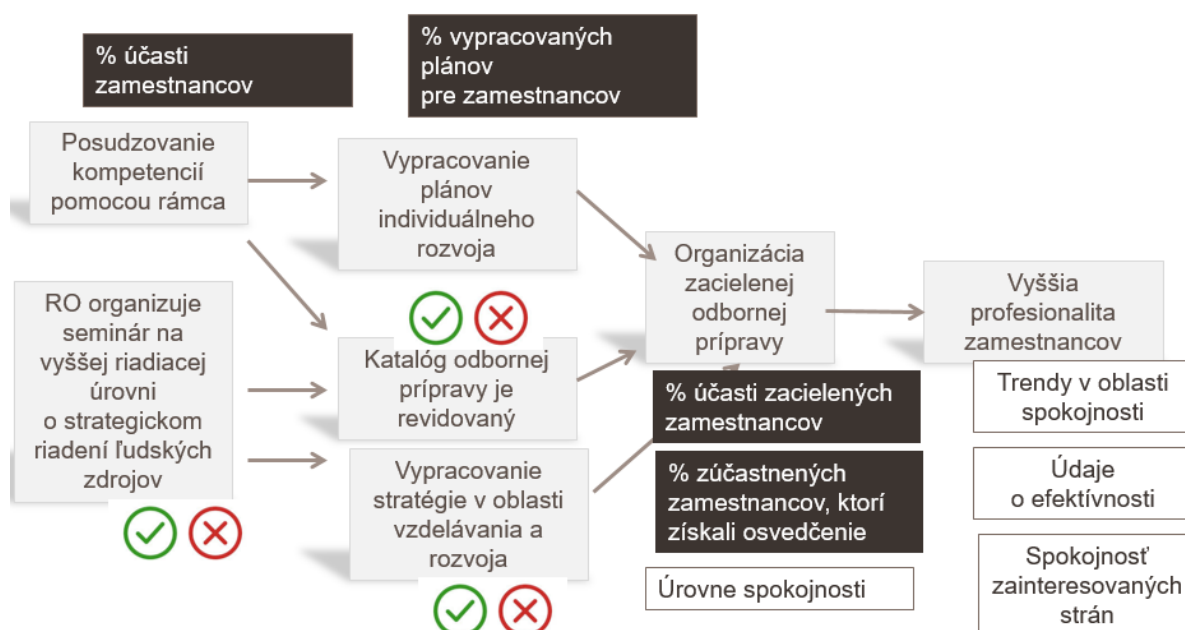 % účasti
zamestnancov
% vypracovaných
plánov
pre zamestnancov
Posudzovanie
kompetencií
pomocou rámca
Vypracovanie
plánov
individuálneho
rozvoja
RO organizuje
seminár na
vyššej riadiacej
úrovni
o strategickom
riadení ľudských
zdrojov
Katalóg odbornej
prípravy je
revidovaný
Vypracovanie
stratégie v oblasti
vzdelávania a
rozvoja
Organizácia
zacielenej
odbornej
prípravy
% účasti zacielených
zamestnancov
% zúčastnených
zamestnancov, ktorí
získali osvedčenie
Úrovne spokojnosti
Vyššia
profesionalita
zamestnancov
Trendy v oblasti
spokojnosti
Údaje
o efektívnosti
Spokojnosť
zainteresovaných
strán